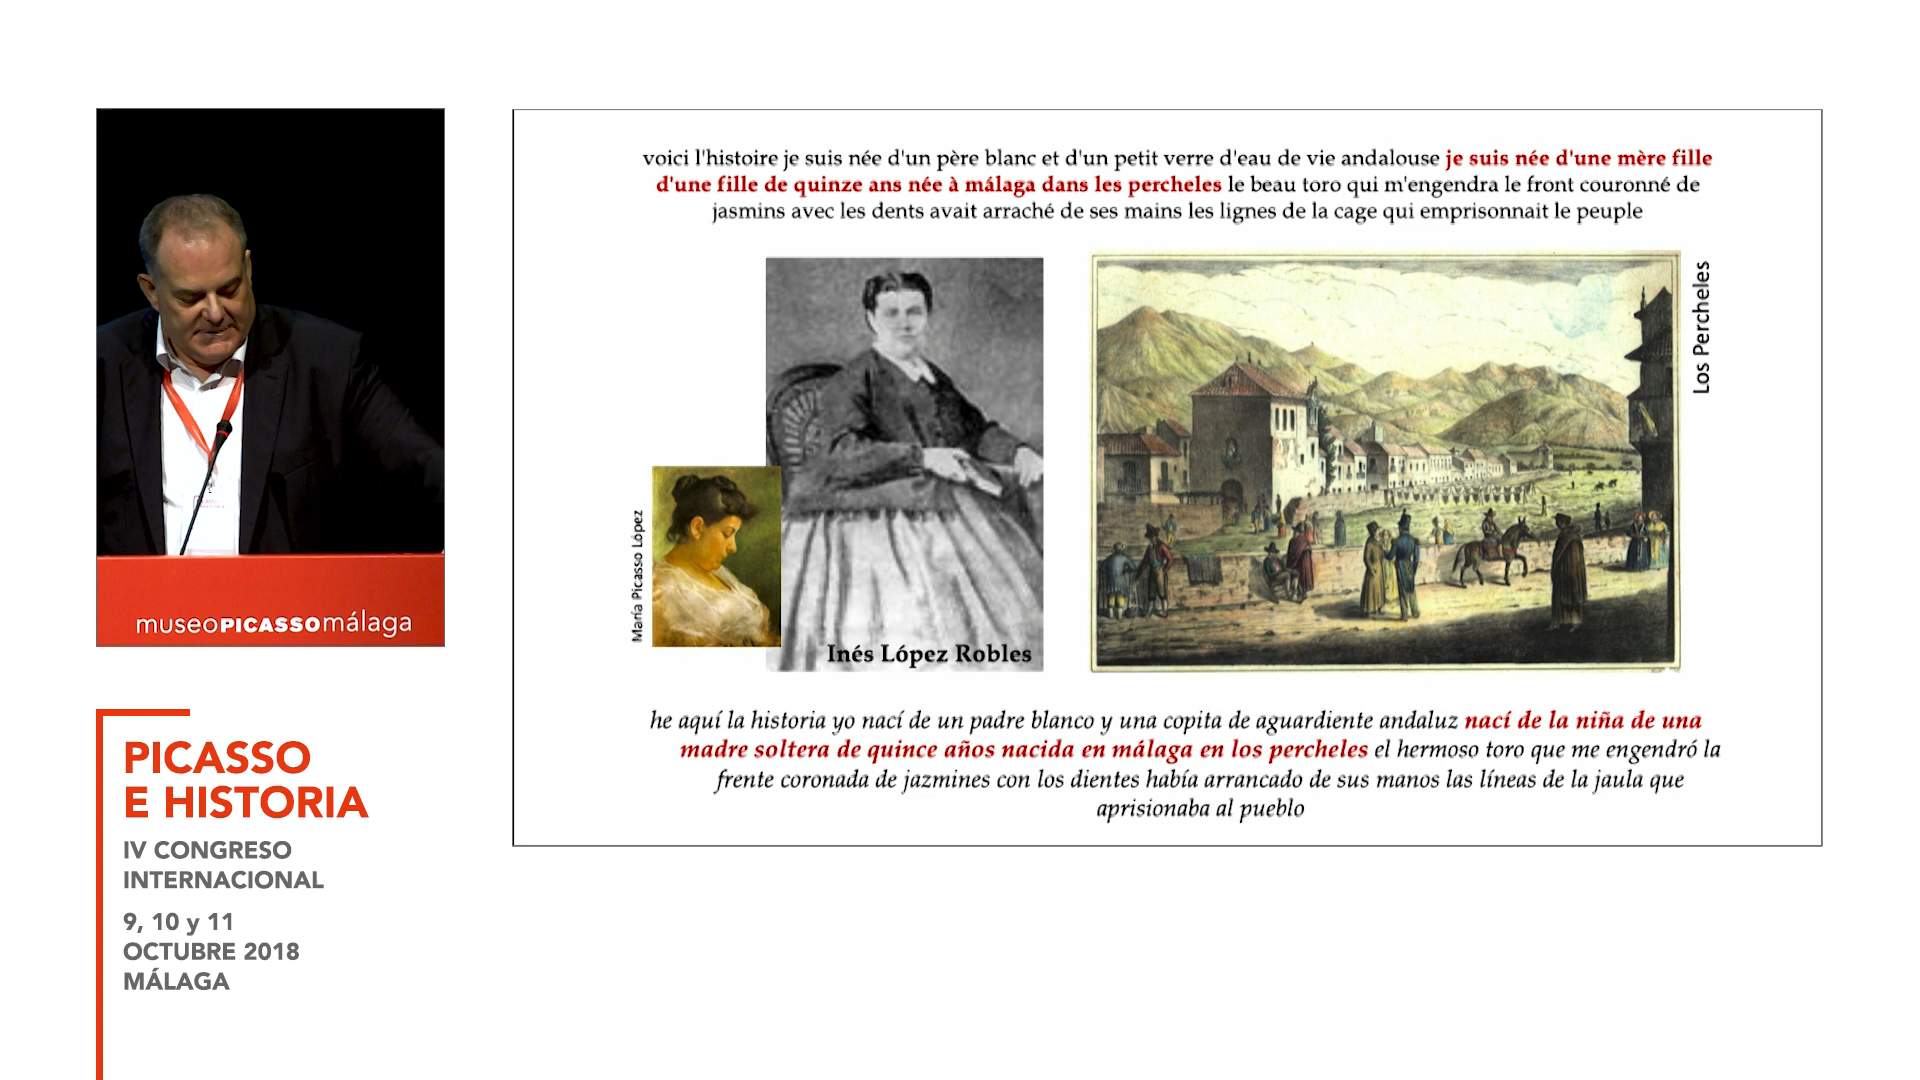 museoPICASSOmálaga
PICASSO
E HISTORIA
IV CONGRESO
INTERNACIONAL
9, 10 y 11
OCTUBRE 2018
MÁLAGA
voici l'histoire je suis née d'un père blanc et d'un petit verre d'eau de vie andalouse je suis née d'une mère fille
d'une fille de quinze ans née à málaga dans les percheles le beau toro qui m'engendra le front couronné de
jasmins avec les dents avait arraché de ses mains les lignes de la cage qui emprisonnait le peuple
María Picasso López
Inés López Robles
Los Percheles
he aquí la historia yo nací de un padre blanco y una copita de aguardiente andaluz nací de la niña de una
madre soltera de quince años nacida en málaga en los percheles el hermoso toro que me engendró la
frente coronada de jazmines con los dientes había arrancado de sus manos las líneas de la jaula que
aprisionaba al pueblo